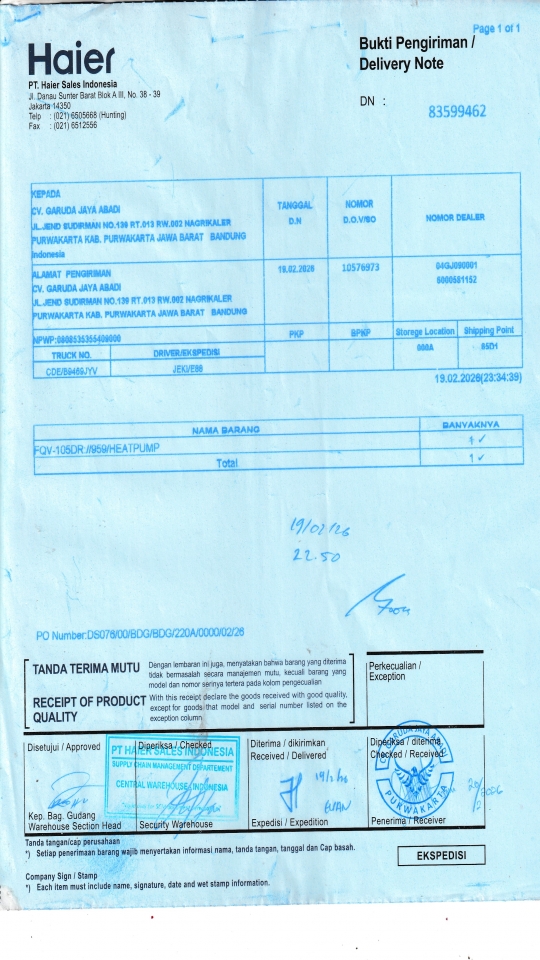 Page 1 of 1
Haier
Bukti Pengiriman /
Delivery Note
PT. Haier Sales Indonesia
Jl. Danau Sunter Barat Blok A III, No. 38 - 39
Jakarta 14350
Telp : (021) 6505668 (Hunting)
Fax : (021) 6512556
DN : 83599462
KEPADA
CV. GARUDA JAYA ABADI
JL.JEND SUDIRMAN NO.139 RT.013 RW.002 NAGRIKALER
PURWAKARTA KAB. PURWAKARTA JAWA BARAT BANDUNG
Indonesia
TANGGAL
D.N
NOMOR
D.O.V/SO
NOMOR DEALER
ALAMAT PENGIRIMAN
CV. GARUDA JAYA ABADI
JL.JEND SUDIRMAN NO.139 RT.013 RW.002 NAGRIKALER
PURWAKARTA KAB. PURWAKARTA JAWA BARAT BANDUNG
19.02.2026
10576973
04GJ090001
NPWP:
PKP
BPKP
Storege Location
Shipping Point
TRUCK NO.
DRIVER/EKSPEDISI
000A
85D1
CDE/B9469JYV
JEKI/E88
19.02.2026(23:34:39)
NAMA BARANG
BANYAKNYA
FQV-105DR://959/HEATPUMP
1 ✓
Total
1 ✓
19/02/26
22.50
PO Number:DS076/00/BDG/BDG/220A/0000/02/26
TANDA TERIMA MUTU
Dengan lembaran ini juga, menyatakan bahwa barang yang diterima
tidak bermasalah secara manajemen mutu, kecuali barang yang
model dan nomor serinya tertera pada kolom pengecualian
RECEIPT OF PRODUCT
QUALITY
With this receipt declare the goods received with good quality,
except for goods that model and serial number listed on the
exception column
Perkecualian /
Exception
Disetujui / Approved
Diperiksa / Checked
Diterima / dikirimkan
Received / Delivered
Diperiksa / diterima
Checked / Received
PT HAIER SALES INDONESIA
SUPPLY CHAIN MANAGEMENT DEPARTEMENT
CENTRAL WAREHOUSE INDONESIA
19/2/26
CV. GARUDA JAYA ABADI
PURWAKARTA
Kep. Bag. Gudang
Warehouse Section Head
Security Warehouse
Expedisi / Expedition
Penerima / Receiver
Tanda tangan/cap perusahaan
*) Setiap penerimaan barang wajib menyertakan informasi nama, tanda tangan, tanggal dan Cap basah.
EKSPEDISI
Company Sign / Stamp
*) Each item must include name, signature, date and wet stamp information.